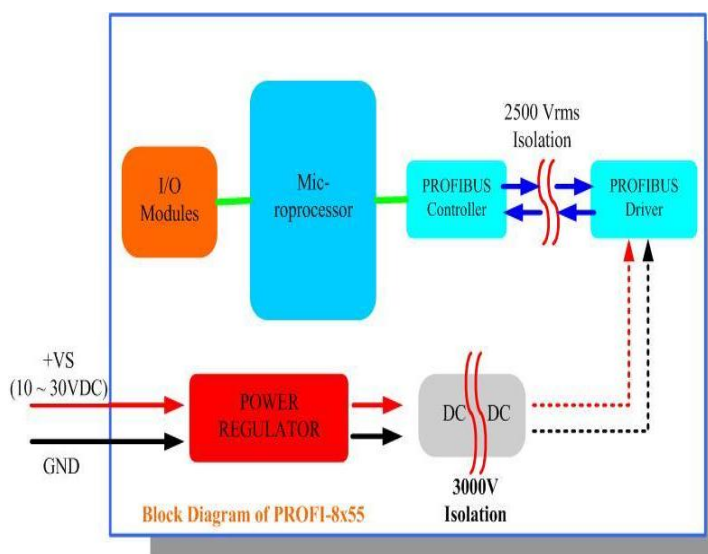 2500 Vrms
Isolation
I/O
Modules
Mic-
roprocessor
PROFIBUS
Controller
PROFIBUS
Driver
+VS
(10 ~ 30VDC)
GND
POWER
REGULATOR
DC DC
3000V
Isolation
Block Diagram of PROFI-8x55